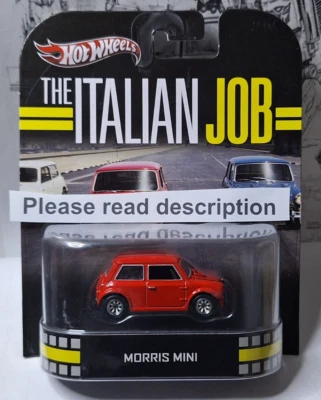 Hot Wheels
THE ITALIAN JOB
Please read description
MORRIS MINI